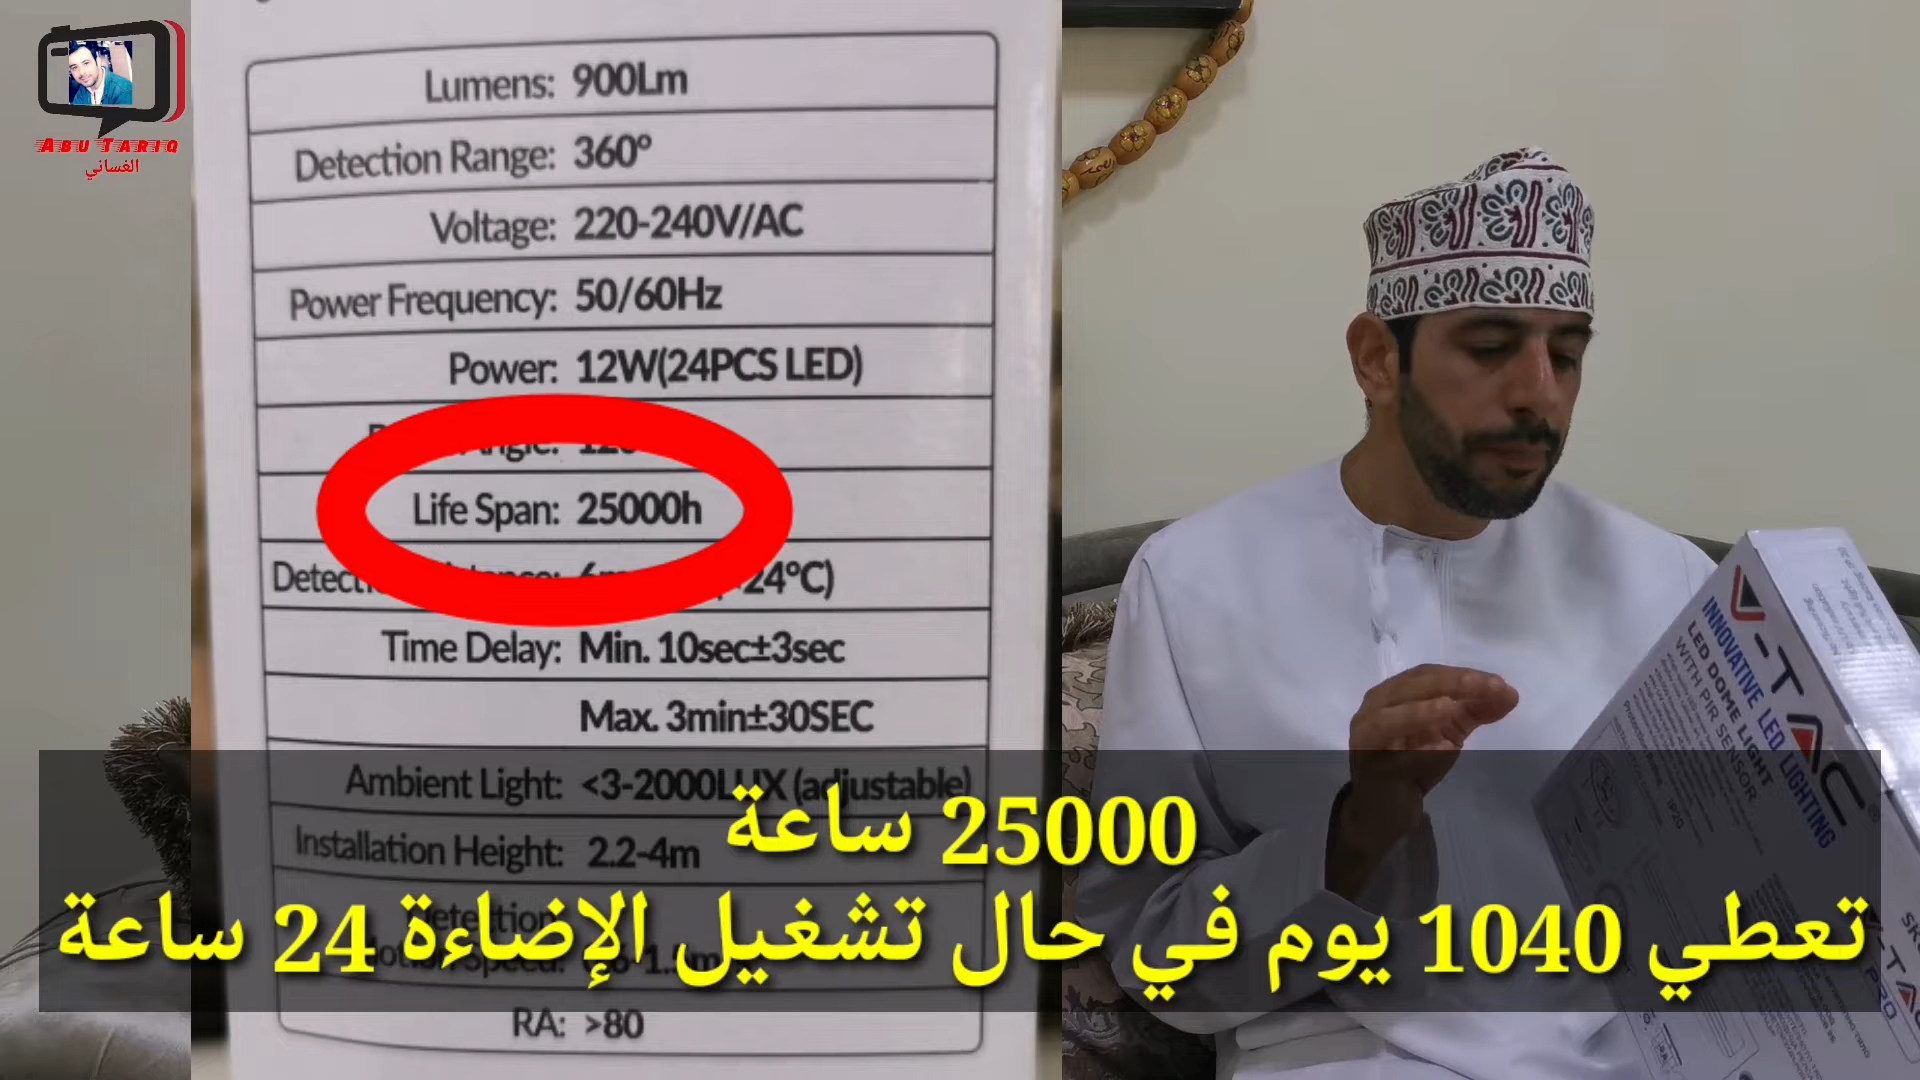 ABU TARIQ
الغساني
Lumens: 900Lm
Detection Range: 360°
Voltage: 220-240V/AC
Power Frequency: 50/60Hz
Power: 12W(24PCS LED)
Life Span: 25000h
24°C)
Time Delay: Min. 10sec±3sec
Max. 3min±30SEC
Ambient Light: <3-2000LUX (adjustable)
Installation Height: 2.2-4m
Detection
RA: >80
25000 ساعة
تعطي 1040 يوم في حال تشغيل الإضاءة 24 ساعة
V-TAC
INNOVATIVE LED LIGHTING
LED DOME LIGHT
WITH PIR SENSOR
IP20